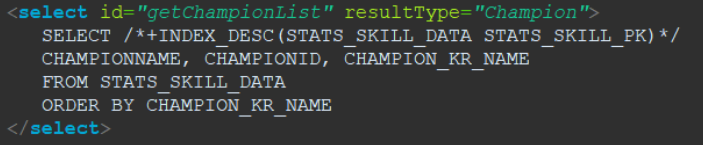 <select id="getChampionList" resultType="Champion">
SELECT /*+INDEX_DESC(STATS_SKILL_DATA STATS_SKILL_PK)*/
CHAMPIONNAME, CHAMPIONID, CHAMPION_KR_NAME
FROM STATS_SKILL_DATA
ORDER BY CHAMPION_KR_NAME
</select>